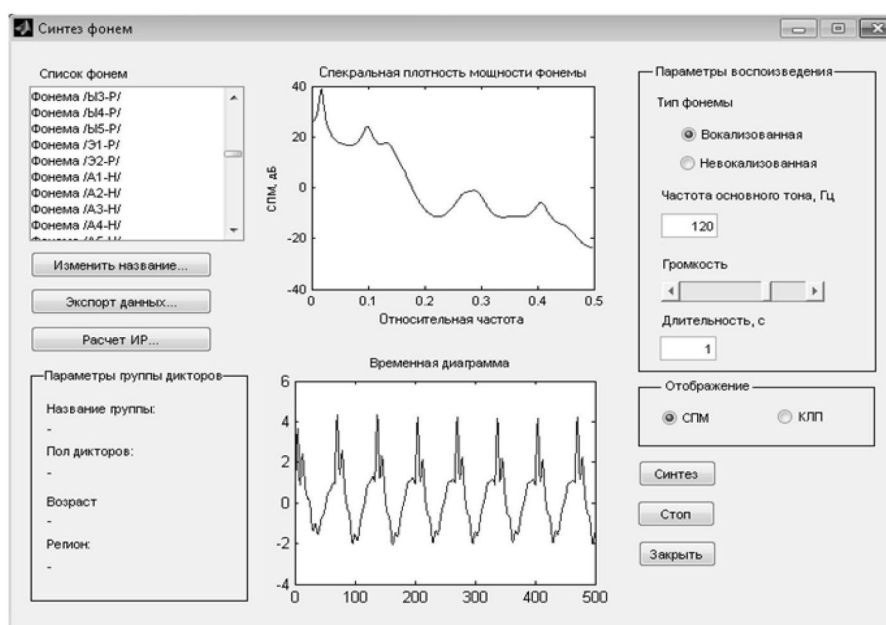 Синтез фонем
Список фонем
Фонема /Ы3-Р/
Фонема /Ы4-Р/
Фонема /Ы5-Р/
Фонема /Э1-Р/
Фонема /Э2-Р/
Фонема /А1-Н/
Фонема /А2-Н/
Фонема /А3-Н/
Фонема /А4-Н/
Фонема /А5-Н/
Изменить название...
Экспорт данных...
Расчет ИР...
Параметры группы дикторов
Название группы:
-
Пол дикторов:
-
Возраст
-
Регион:
-
Спекральная плотность мощности фонемы
СПМ, дБ
40
20
0
-20
-40
0 0.1 0.2 0.3 0.4 0.5
Относительная частота
Временная диаграмма
6
4
2
0
-2
-4
0 100 200 300 400 500
Параметры воспоизведения
Тип фонемы
Вокализованная
Невокализованная
Частота основного тона, Гц
120
Громкость
Длительность, с
1
Отображение
СПМ КЛП
Синтез
Стоп
Закрыть